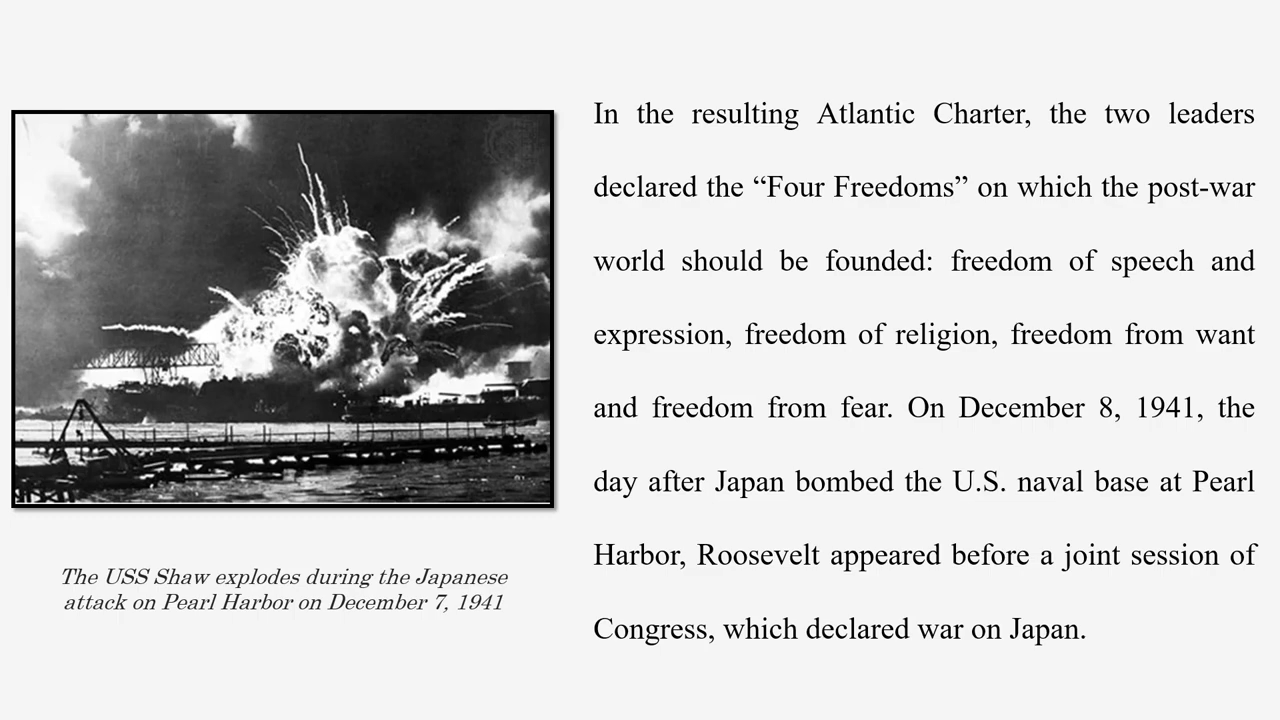 In the resulting Atlantic Charter, the two leaders
declared the “Four Freedoms” on which the post-war
world should be founded: freedom of speech and
expression, freedom of religion, freedom from want
and freedom from fear. On December 8, 1941, the
day after Japan bombed the U.S. naval base at Pearl
Harbor, Roosevelt appeared before a joint session of
Congress, which declared war on Japan.
The USS Shaw explodes during the Japanese
attack on Pearl Harbor on December 7, 1941